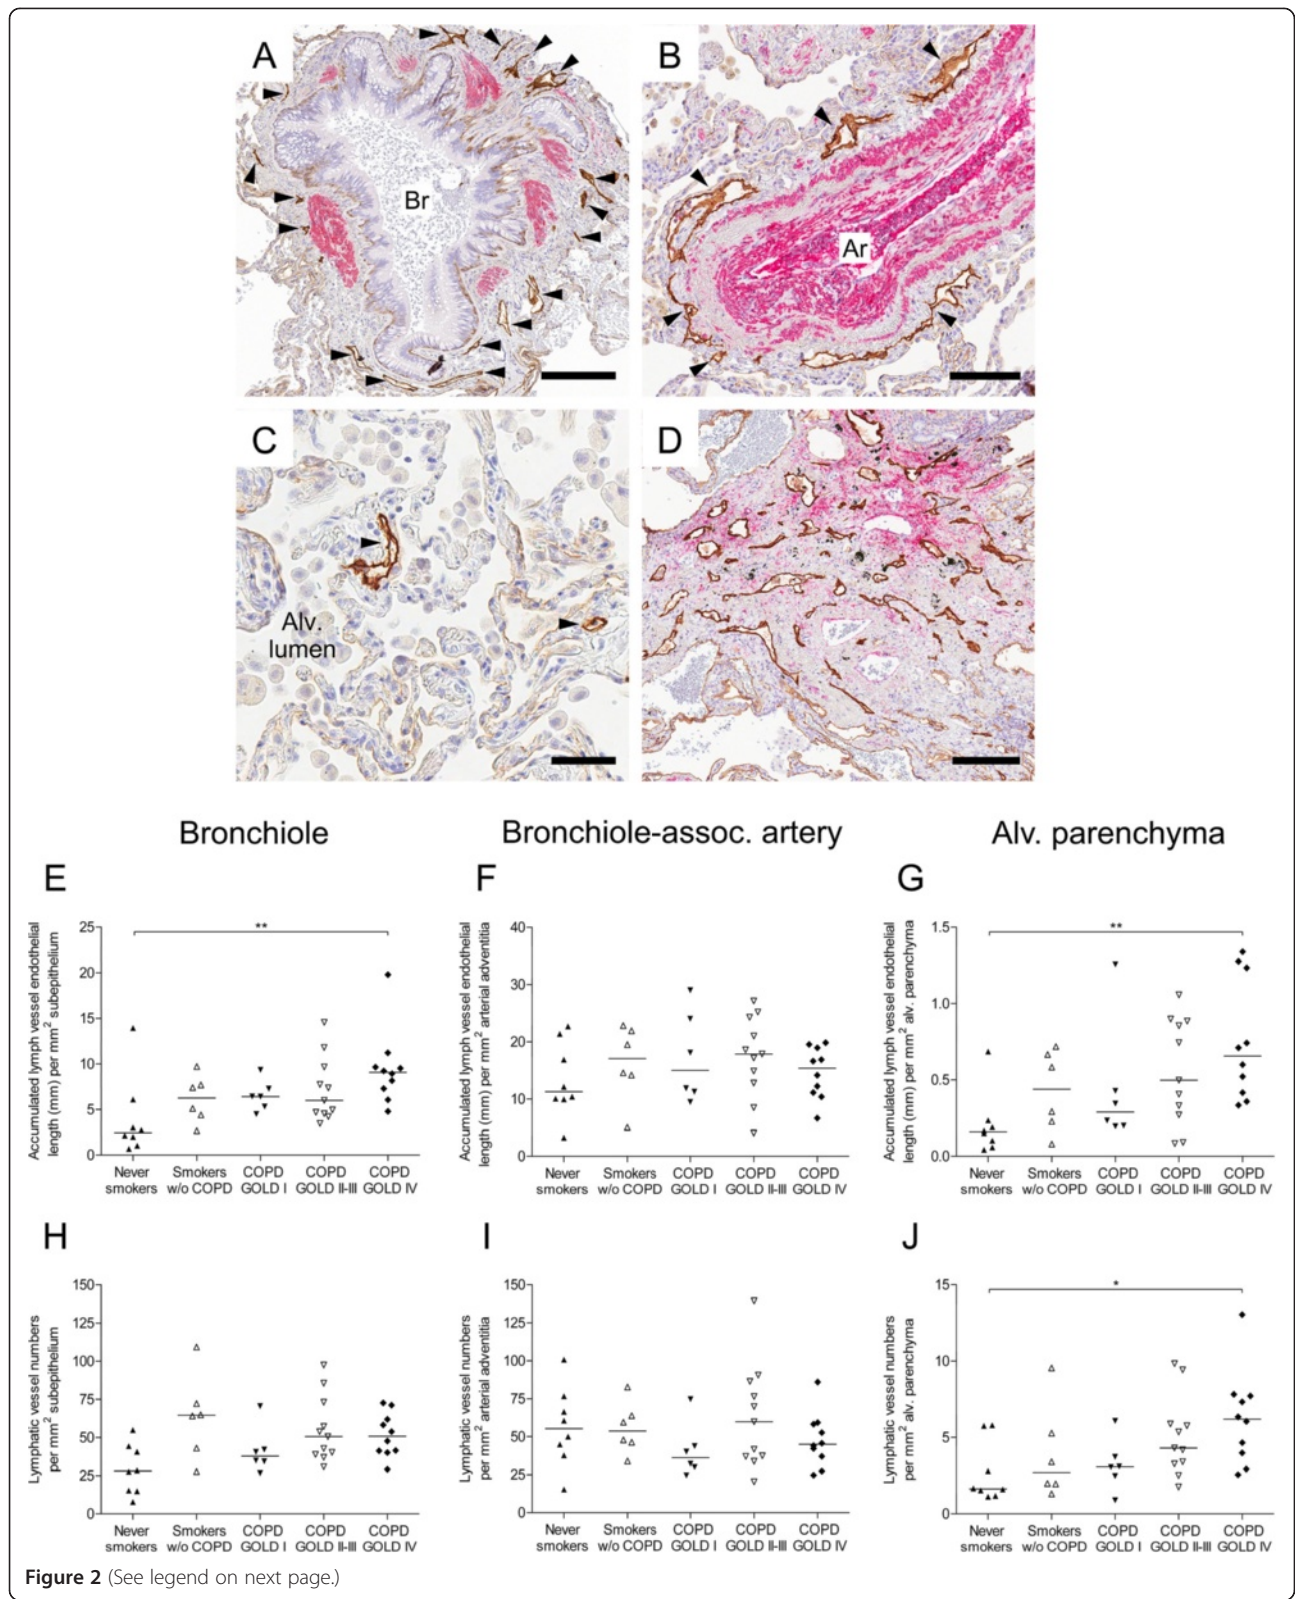 A
B
Br
Ar
C
D
Alv.
lumen
Bronchiole
Bronchiole-assoc. artery
Alv. parenchyma
E
F
G
Accumulated lymph vessel endothelial
length (mm) per mm² subepithelium
25
20
15
10
5
0
**
Never
smokers
Smokers
w/o COPD
COPD
GOLD I
COPD
GOLD II-III
COPD
GOLD IV
Accumulated lymph vessel endothelial
length (mm) per mm² arterial adventitia
40
30
20
10
0
Never
smokers
Smokers
w/o COPD
COPD
GOLD I
COPD
GOLD II-III
COPD
GOLD IV
Accumulated lymph vessel endothelial
length (mm) per mm² alv. parenchyma
1.5
1.0
0.5
0.0
**
Never
smokers
Smokers
w/o COPD
COPD
GOLD I
COPD
GOLD II-III
COPD
GOLD IV
H
I
J
Lymphatic vessel numbers
per mm² subepithelium
150
125
100
75
50
25
0
Never
smokers
Smokers
w/o COPD
COPD
GOLD I
COPD
GOLD II-III
COPD
GOLD IV
Lymphatic vessel numbers
per mm² arterial adventitia
150
125
100
75
50
25
0
Never
smokers
Smokers
w/o COPD
COPD
GOLD I
COPD
GOLD II-III
COPD
GOLD IV
Lymphatic vessel numbers
per mm² alv. parenchyma
15
10
5
0
*
Never
smokers
Smokers
w/o COPD
COPD
GOLD I
COPD
GOLD II-III
COPD
GOLD IV
Figure 2 (See legend on next page.)